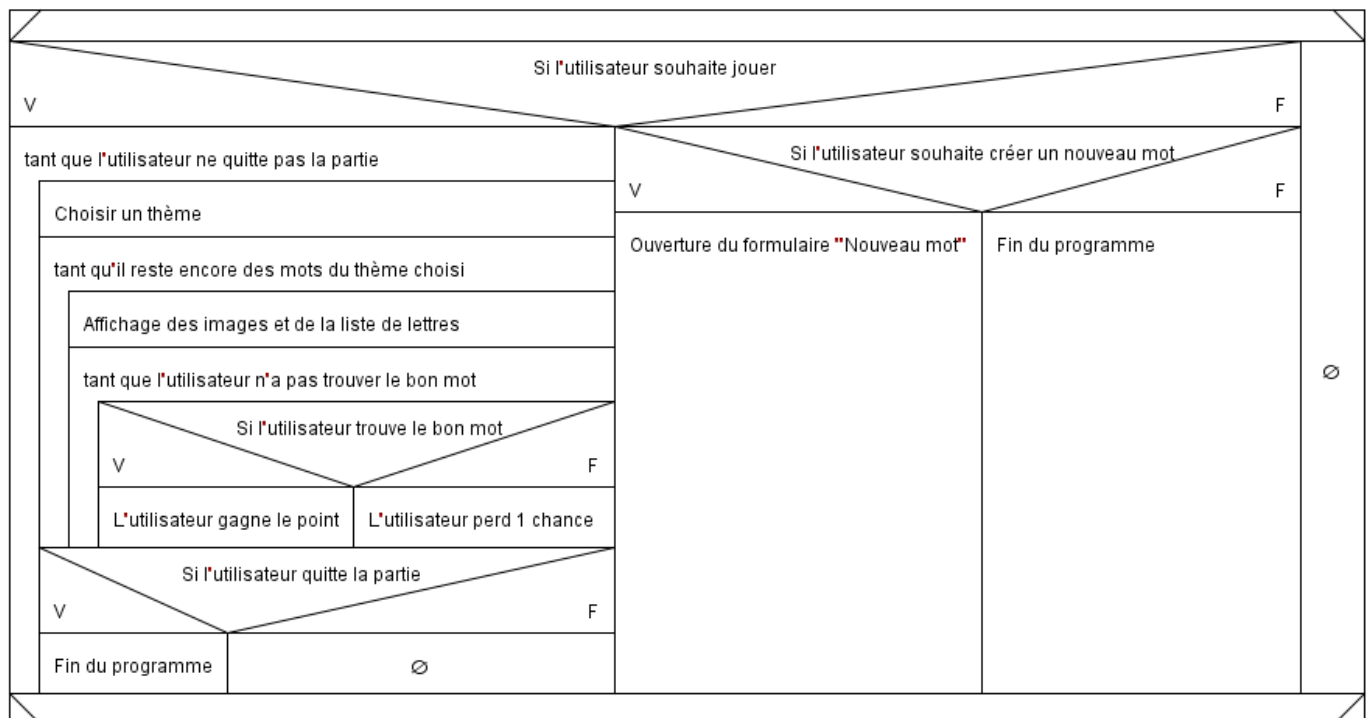 Si l'utilisateur souhaite jouer
V
F
tant que l'utilisateur ne quitte pas la partie
Si l'utilisateur souhaite créer un nouveau mot
V
F
Choisir un thème
Ouverture du formulaire "Nouveau mot"
Fin du programme
tant qu'il reste encore des mots du thème choisi
Affichage des images et de la liste de lettres
tant que l'utilisateur n'a pas trouver le bon mot
∅
Si l'utilisateur trouve le bon mot
V
F
L'utilisateur gagne le point
L'utilisateur perd 1 chance
Si l'utilisateur quitte la partie
V
F
Fin du programme
∅